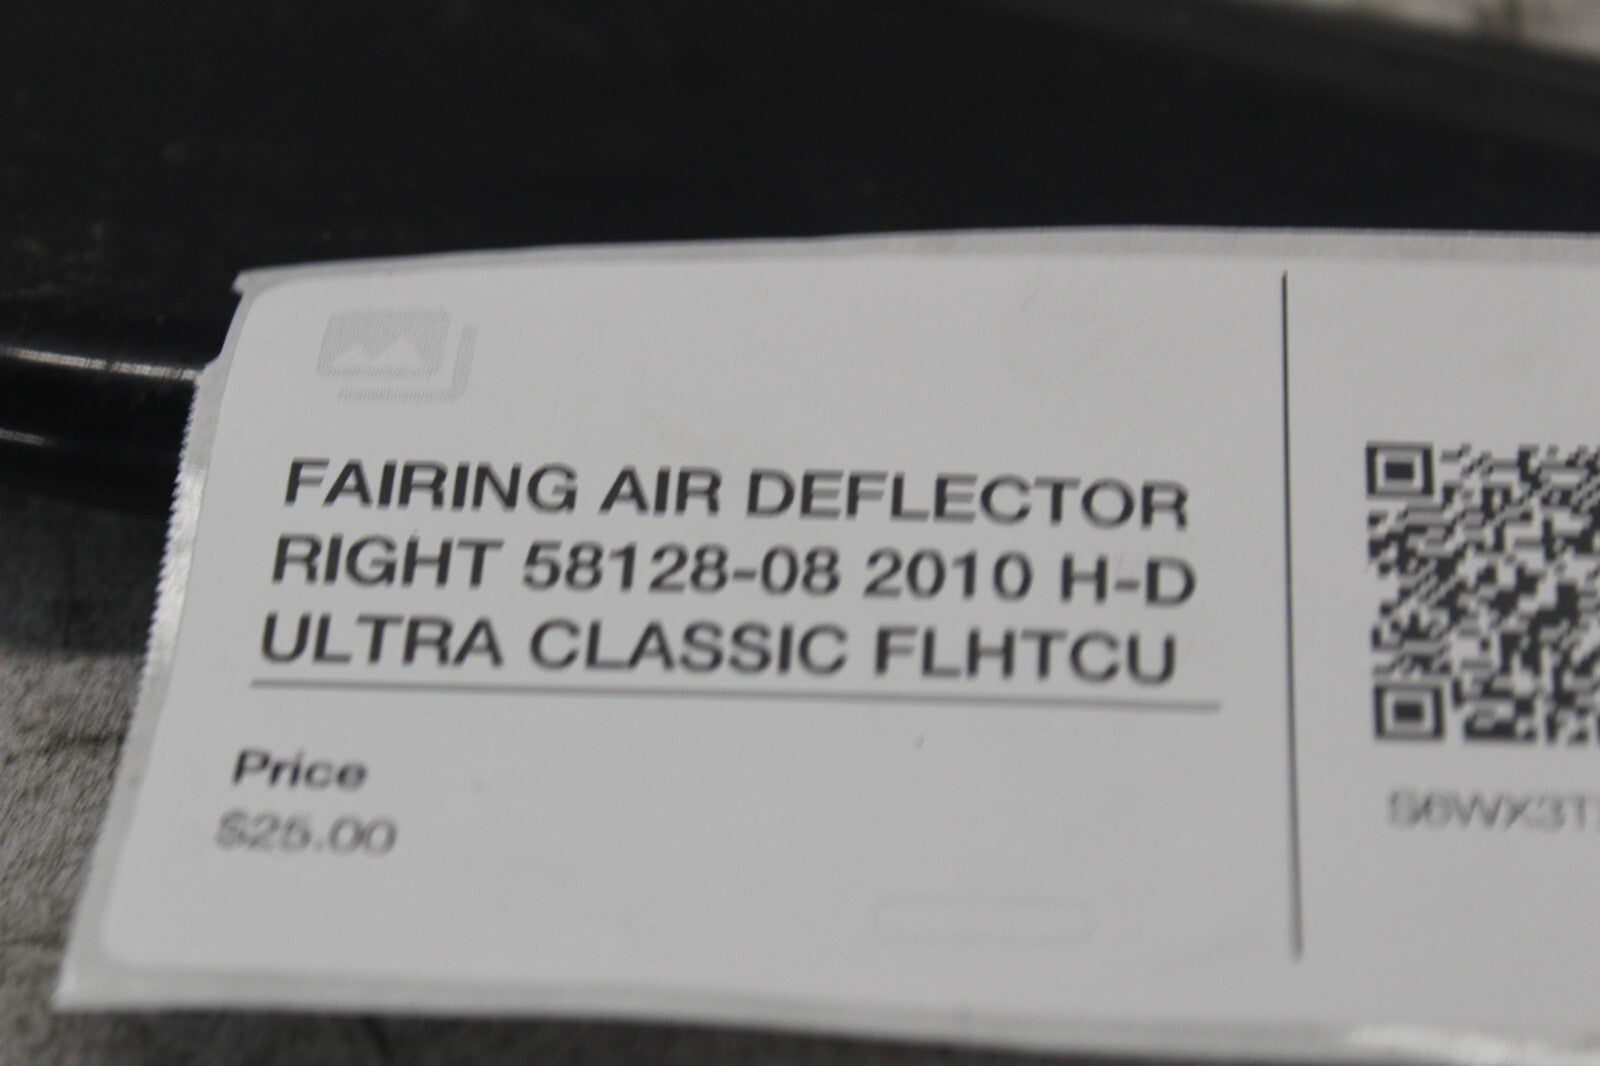 FAIRING AIR DEFLECTOR
RIGHT 58128-08 2010 H-D
ULTRA CLASSIC FLHTCU
Price
$25.00